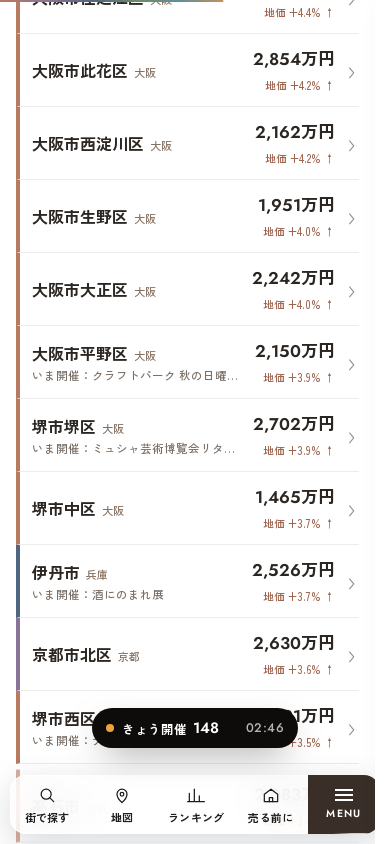 地価 +4.4% ↑
大阪市此花区 大阪
2,854万円
地価 +4.2% ↑
大阪市西淀川区 大阪
2,162万円
地価 +4.2% ↑
大阪市生野区 大阪
1,951万円
地価 +4.0% ↑
大阪市大正区 大阪
2,242万円
地価 +4.0% ↑
大阪市平野区 大阪
いま開催：クラフトパーク 秋の日曜…
2,150万円
地価 +3.9% ↑
堺市堺区 大阪
いま開催：ミュシャ芸術博覧会リタ…
2,702万円
地価 +3.9% ↑
堺市中区 大阪
1,465万円
地価 +3.7% ↑
伊丹市 兵庫
いま開催：酒にのまれ展
2,526万円
地価 +3.7% ↑
京都市北区 京都
2,630万円
地価 +3.6% ↑
堺市西区
いま開催：
万円
+3.5% ↑
きょう開催 148 02:46
街で探す
地図
ランキング
売る前に
MENU